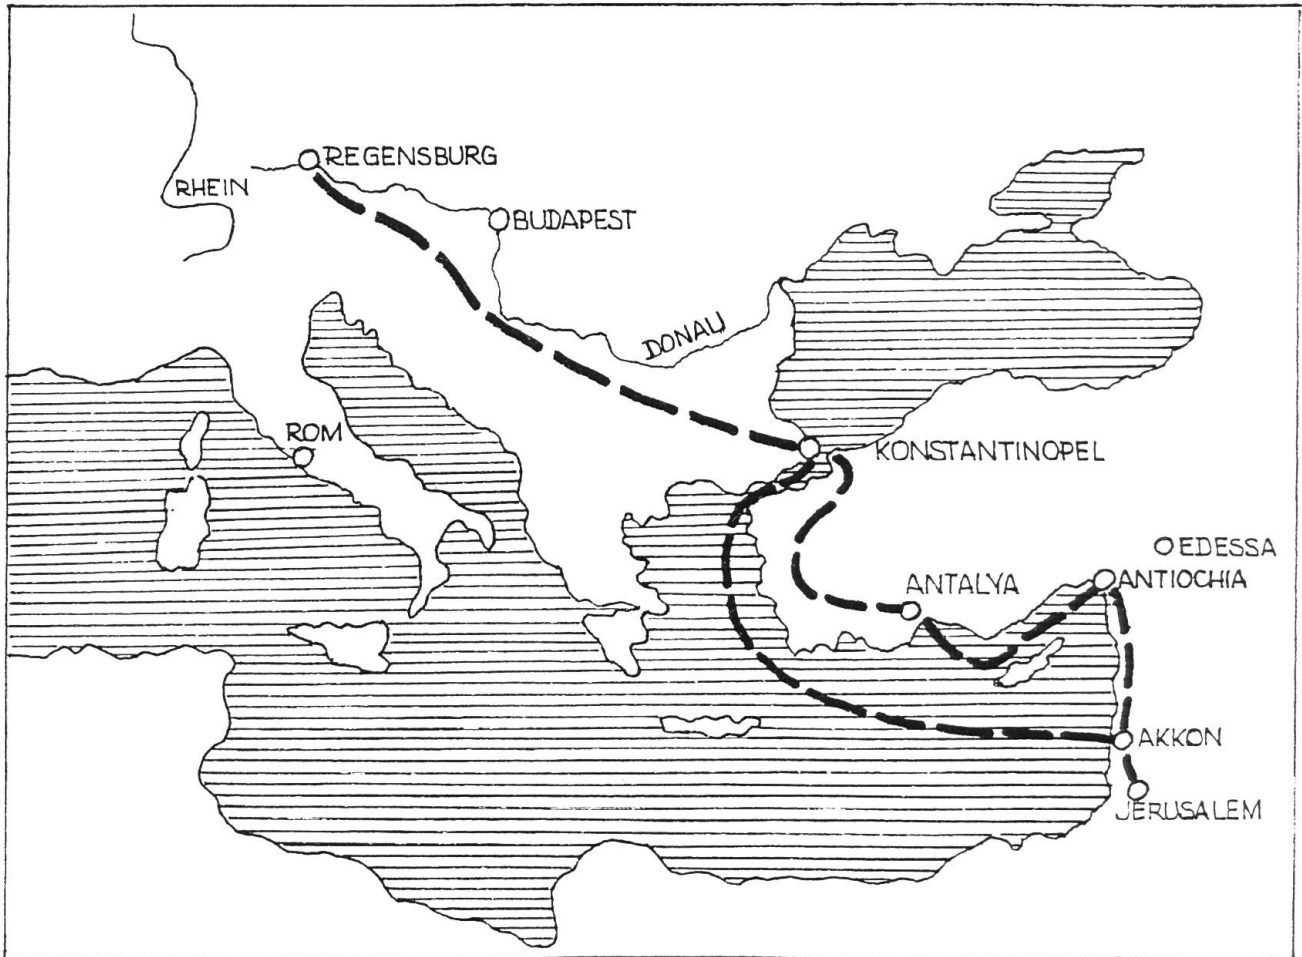 REGENSBURG
RHEIN
BUDAPEST
DONAU
ROM
KONSTANTINOPEL
EDESSA
ANTIOCHIA
ANTALYA
AKKON
JERUSALEM